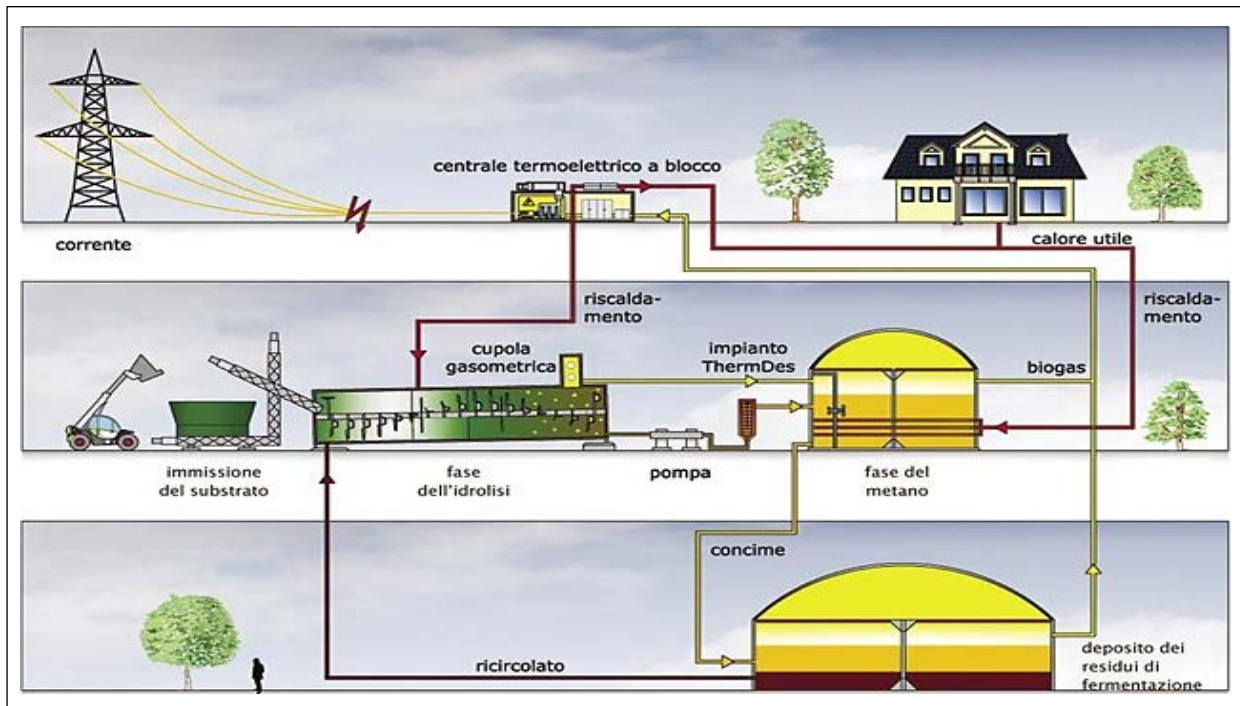 centrale termoelettrico a blocco
corrente
calore utile
riscalda-
mento
riscalda-
mento
cupola
gasometrica
impianto
ThermDes
biogas
immissione
del substrato
fase
dell'idrolisi
pompa
fase del
metano
concime
ricircolato
deposito dei
residui di
fermentazione